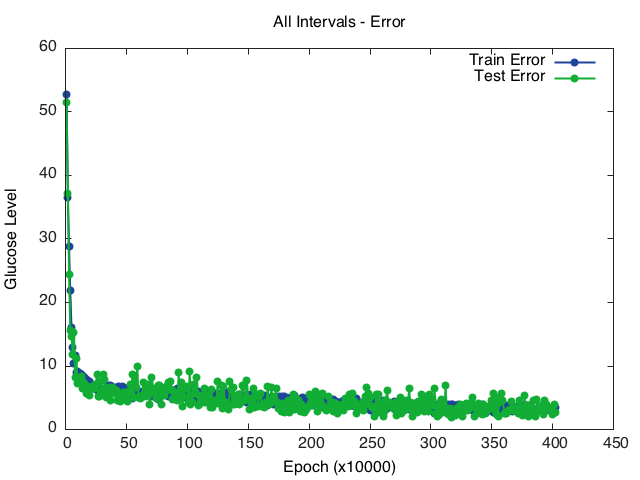 All Intervals - Error
Train Error
Test Error
60
50
40
30
20
10
0
Glucose Level
0 50 100 150 200 250 300 350 400 450
Epoch (x10000)